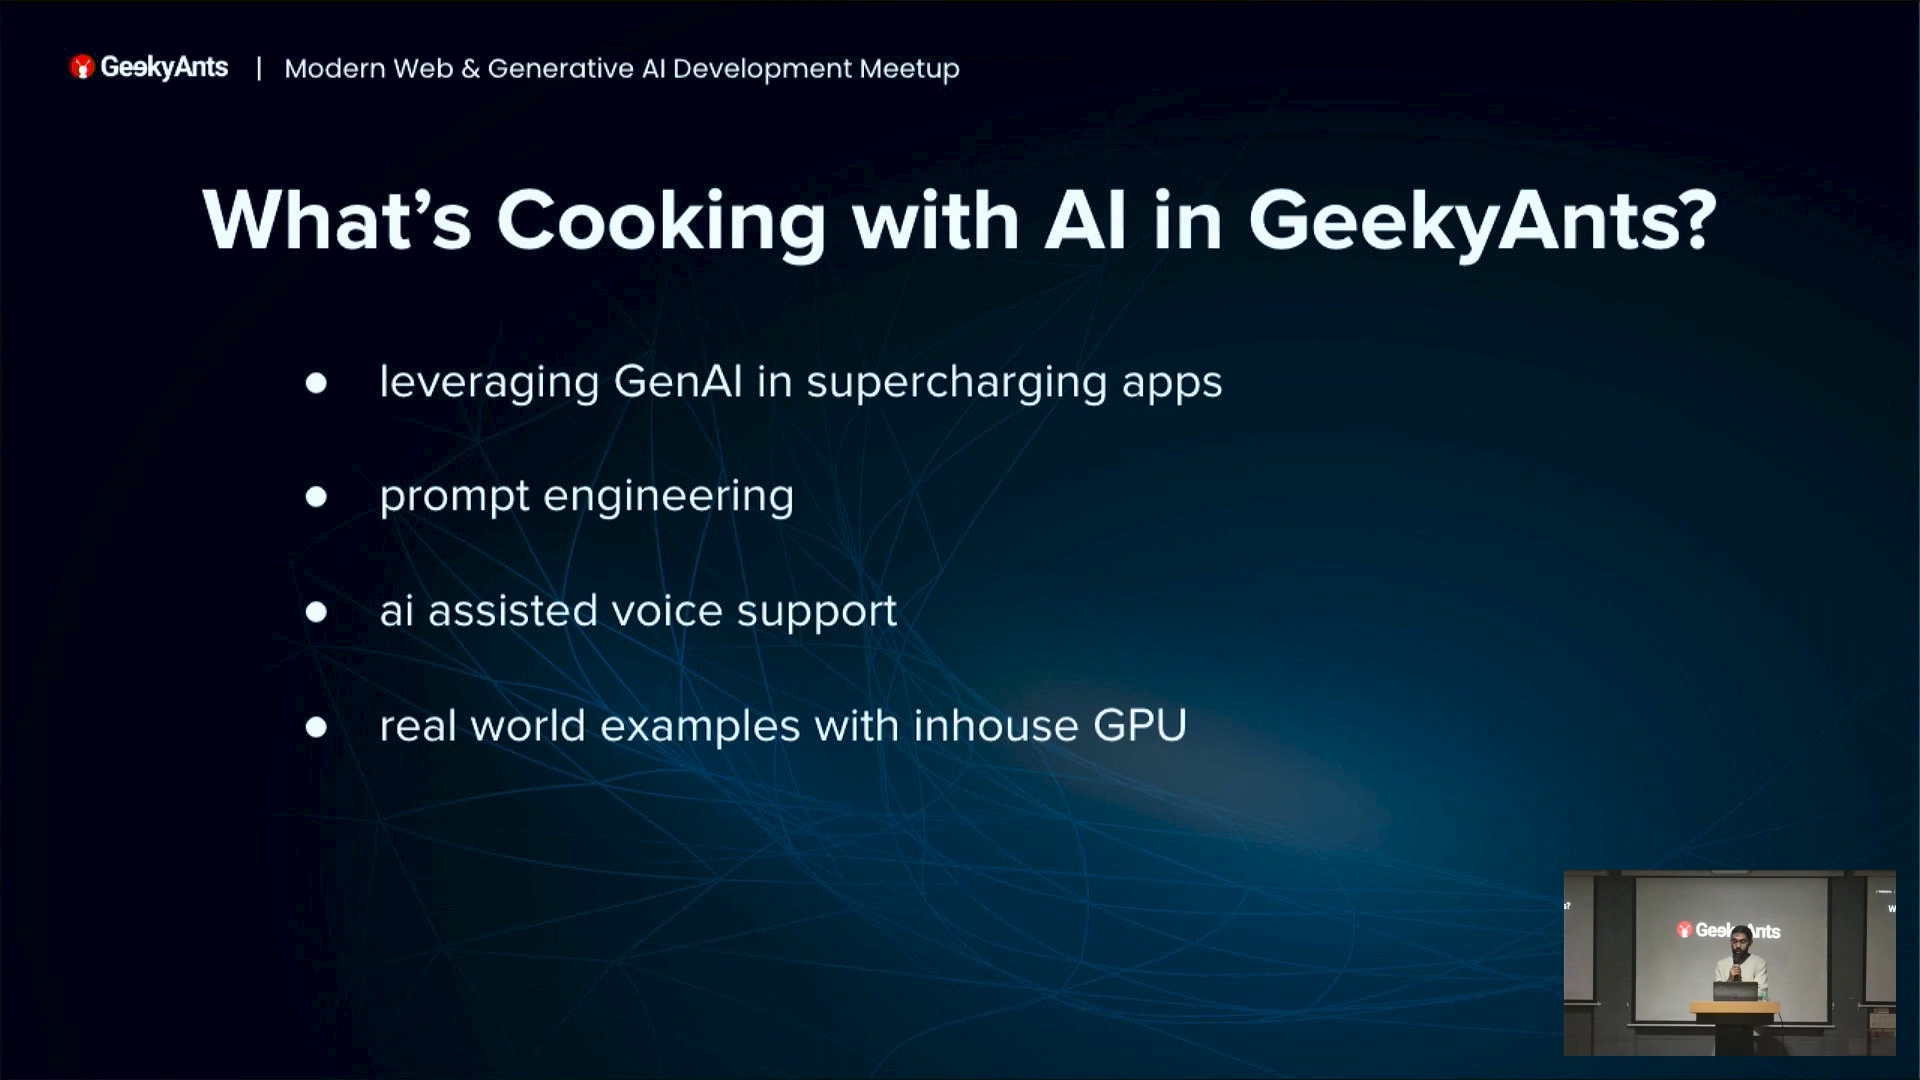 GeekyAnts | Modern Web & Generative AI Development Meetup
What's Cooking with AI in GeekyAnts?
● leveraging GenAI in supercharging apps
● prompt engineering
● ai assisted voice support
● real world examples with inhouse GPU